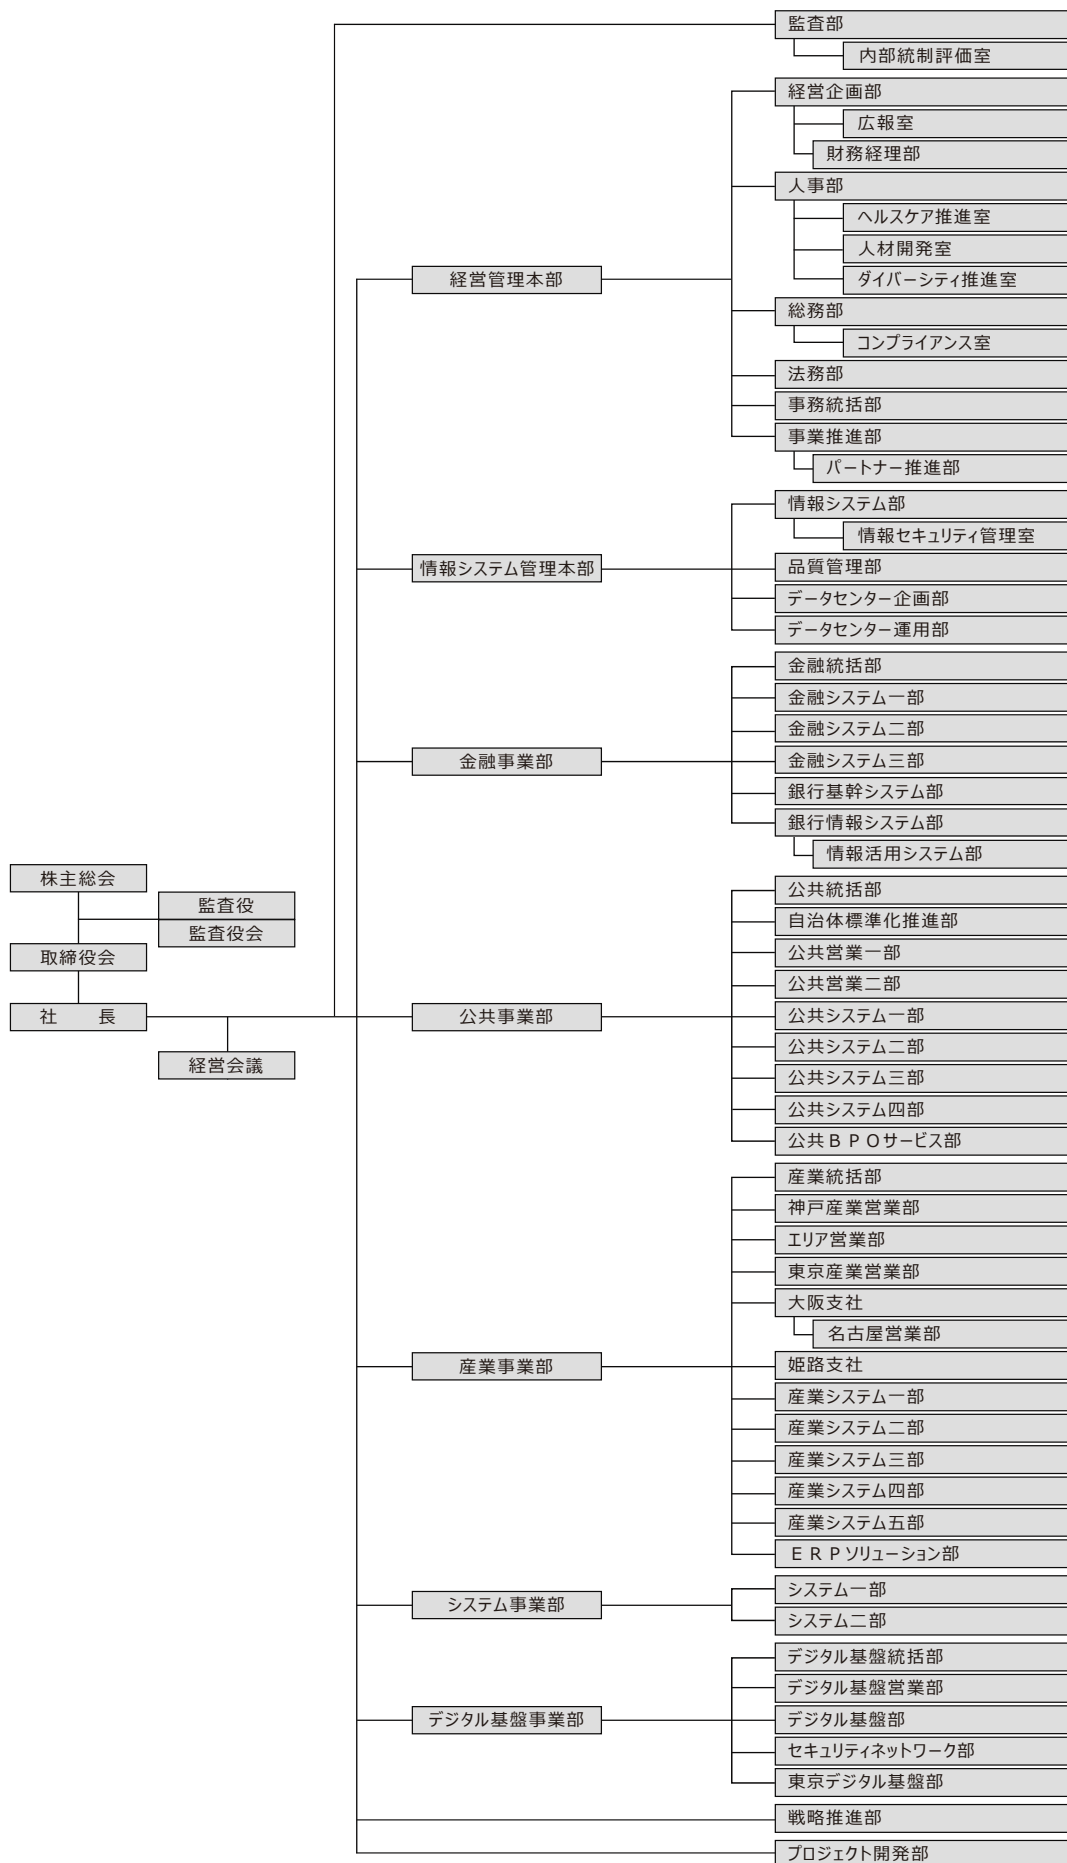 監査部
内部統制評価室
経営企画部
広報室
財務経理部
人事部
ヘルスケア推進室
人材開発室
経営管理本部
ダイバーシティ推進室
総務部
コンプライアンス室
法務部
事務統括部
事業推進部
パートナー推進部
情報システム部
情報セキュリティ管理室
情報システム管理本部
品質管理部
データセンター企画部
データセンター運用部
金融統括部
金融システム一部
金融システム二部
金融事業部
金融システム三部
銀行基幹システム部
銀行情報システム部
情報活用システム部
株主総会
監査役
監査役会
取締役会
社　　長
経営会議
公共統括部
自治体標準化推進部
公共営業一部
公共営業二部
公共事業部
公共システム一部
公共システム二部
公共システム三部
公共システム四部
公共ＢＰＯサービス部
産業統括部
神戸産業営業部
エリア営業部
東京産業営業部
大阪支社
名古屋営業部
産業事業部
姫路支社
産業システム一部
産業システム二部
産業システム三部
産業システム四部
産業システム五部
ＥＲＰソリューション部
システム事業部
システム一部
システム二部
デジタル基盤統括部
デジタル基盤営業部
デジタル基盤事業部
デジタル基盤部
セキュリティネットワーク部
東京デジタル基盤部
戦略推進部
プロジェクト開発部